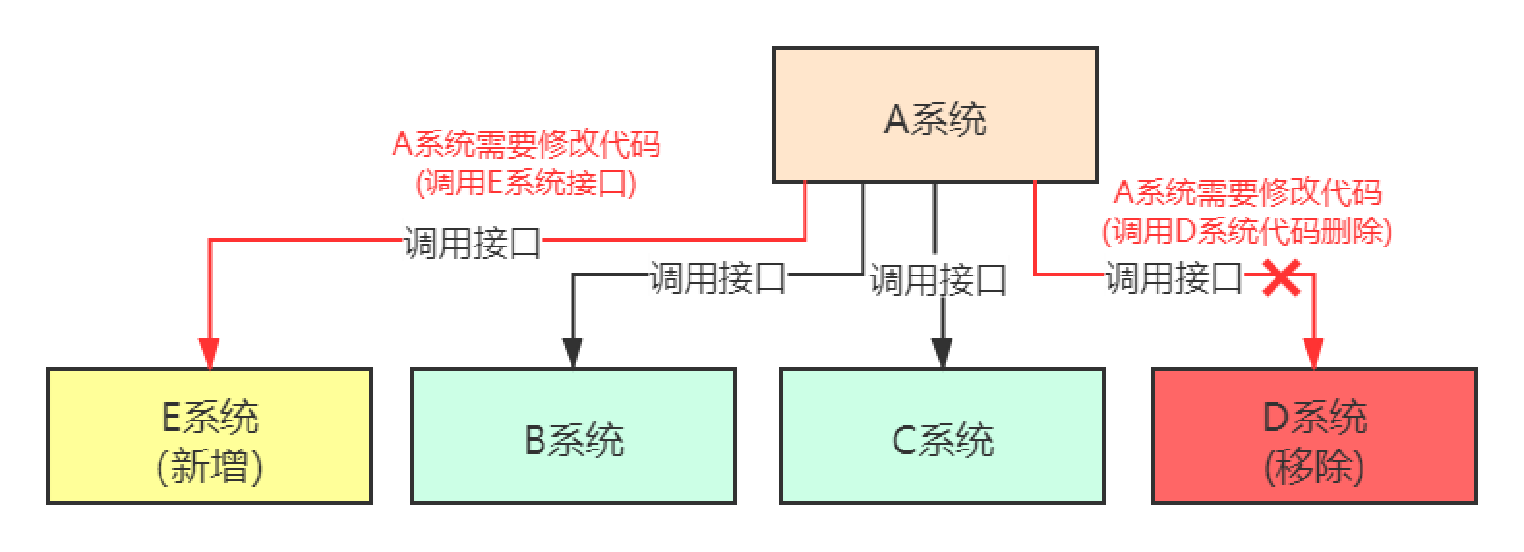 A系统
A系统需要修改代码
(调用E系统接口)
A系统需要修改代码
(调用D系统代码删除)
调用接口
调用接口
调用接口
调用接口
E系统
(新增)
B系统
C系统
D系统
(移除)